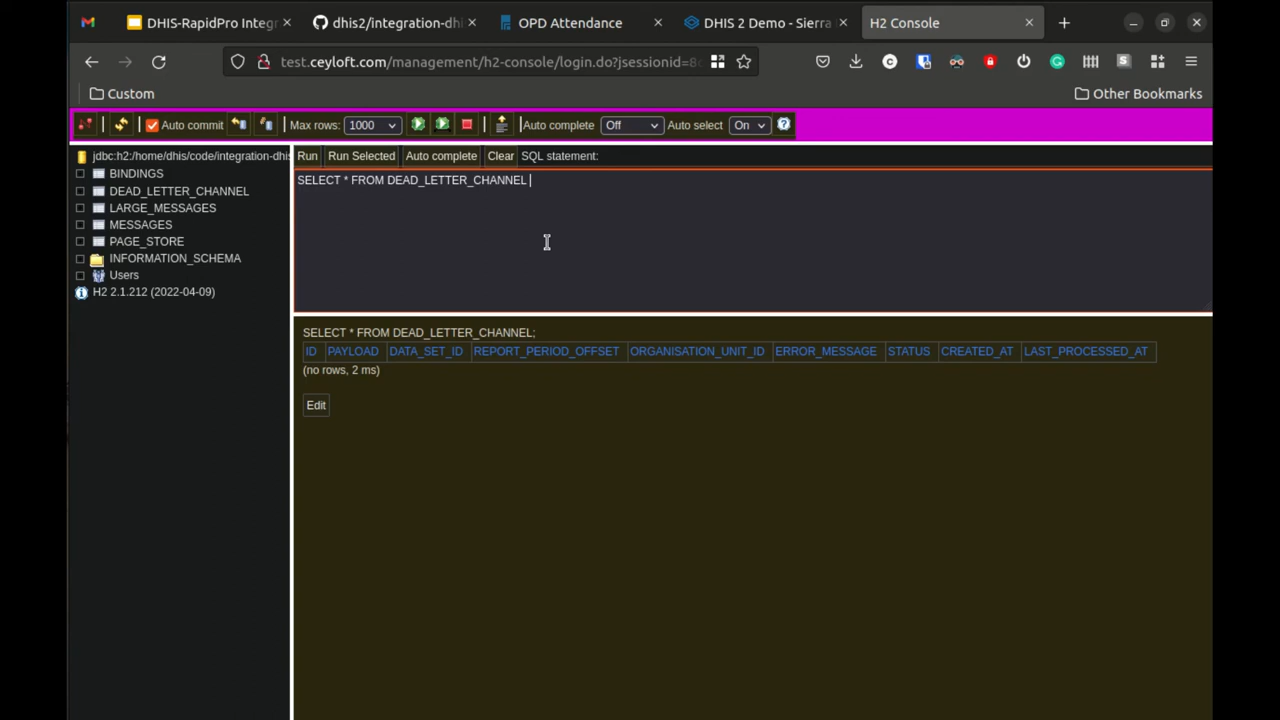 DHIS-RapidPro Integ
dhis2/integration-dhi
OPD Attendance
DHIS 2 Demo - Sierra
H2 Console
test.ceyloft.com/management/h2-console/login.do?jsessionid=8
Custom
Other Bookmarks
Auto commit
Max rows: 1000
Auto complete Off
Auto select On
jdbc:h2:/home/dhis/code/integration-dhis
BINDINGS
DEAD_LETTER_CHANNEL
LARGE_MESSAGES
MESSAGES
PAGE_STORE
INFORMATION_SCHEMA
Users
H2 2.1.212 (2022-04-09)
Run Run Selected Auto complete Clear SQL statement:
SELECT * FROM DEAD_LETTER_CHANNEL
SELECT * FROM DEAD_LETTER_CHANNEL;
ID PAYLOAD DATA_SET_ID REPORT_PERIOD_OFFSET ORGANISATION_UNIT_ID ERROR_MESSAGE STATUS CREATED_AT LAST_PROCESSED_AT
(no rows, 2 ms)
Edit